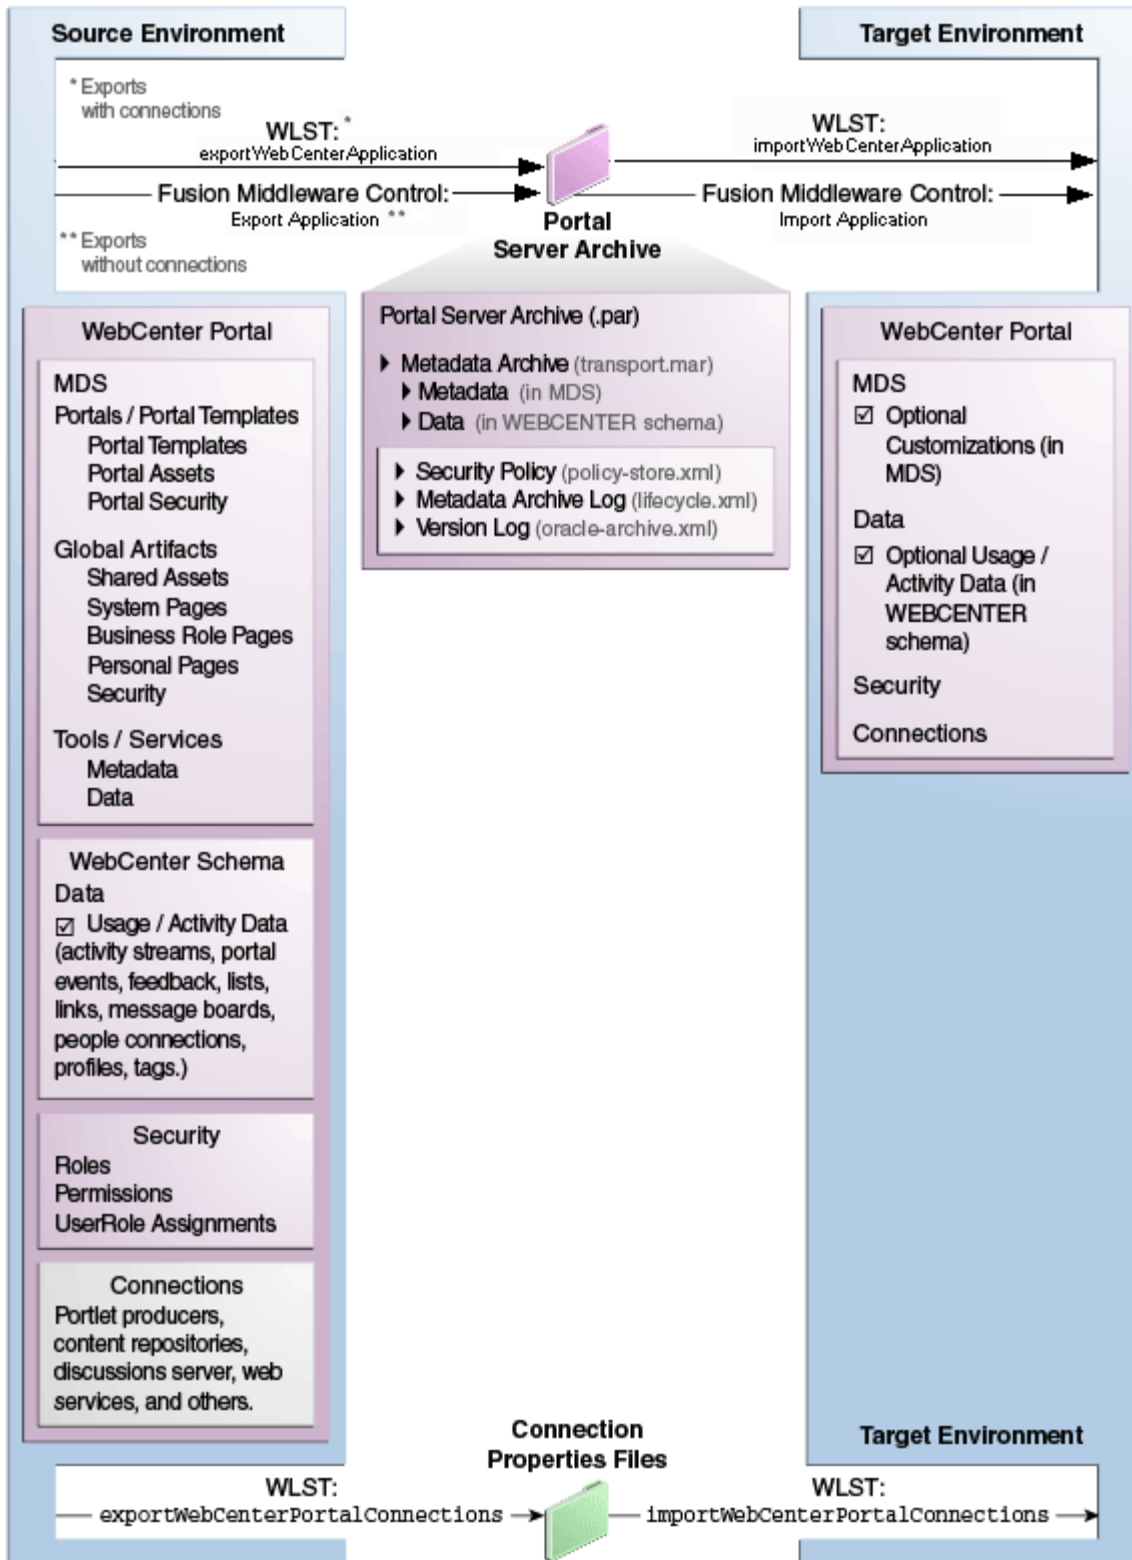 Source Environment
Target Environment
* Exports
with connections
WLST: *
exportWebCenterApplication
WLST:
importWebCenterApplication
Fusion Middleware Control:
Export Application **
Fusion Middleware Control:
Import Application
Portal
Server Archive
** Exports
without connections
WebCenter Portal
MDS
Portals / Portal Templates
Portal Templates
Portal Assets
Portal Security
Global Artifacts
Shared Assets
System Pages
Business Role Pages
Personal Pages
Security
Tools / Services
Metadata
Data
WebCenter Schema
Data
☑ Usage / Activity Data
(activity streams, portal
events, feedback, lists,
links, message boards,
people connections,
profiles, tags.)
Security
Roles
Permissions
UserRole Assignments
Connections
Portlet producers,
content repositories,
discussions server, web
services, and others.
Portal Server Archive (.par)
Metadata Archive (transport.mar)
Metadata (in MDS)
Data (in WEBCENTER schema)
Security Policy (policy-store.xml)
Metadata Archive Log (lifecycle.xml)
Version Log (oracle-archive.xml)
WebCenter Portal
MDS
☑ Optional
Customizations (in
MDS)
Data
☑ Optional Usage /
Activity Data (in
WEBCENTER
schema)
Security
Connections
Connection
Properties Files
Target Environment
WLST:
exportWebCenterPortalConnections
WLST:
importWebCenterPortalConnections